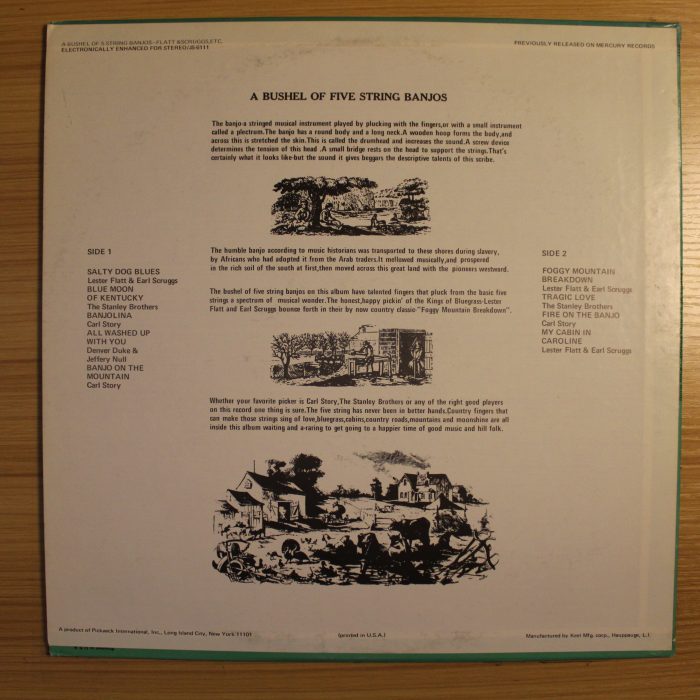 A BUSHEL OF 5 STRING BANJOS - FLATT & SCRUGGS, ETC.
ELECTRONICALLY ENHANCED FOR STEREO/JS-6111
PREVIOUSLY RELEASED ON MERCURY RECORDS
A BUSHEL OF FIVE STRING BANJOS
The banjo-a stringed musical instrument played by plucking with the fingers,or with a small instrument
called a plectrum.The banjo has a round body and a long neck.A wooden hoop forms the body,and
across this is stretched the skin.This is called the drumhead and increases the sound.A screw device
determines the tension of this head .A small bridge rests on the head to support the strings.That's
certainly what it looks like-but the sound it gives beggars the descriptive talents of this scribe.
The humble banjo according to music historians was transported to these shores during slavery,
by Africans who had adopted it from the Arab traders.It mellowed musically,and prospered
in the rich soil of the south at first,then moved across this great land with the pioneers westward.
The bushel of five string banjos on this album have talented fingers that pluck from the basic five
strings a spectrum of musical wonder.The honest,happy pickin' of the Kings of Bluegrass-Lester
Flatt and Earl Scruggs bounce forth in their by now country classic-"Foggy Mountain Breakdown".
Whether your favorite picker is Carl Story,The Stanley Brothers or any of the right good players
on this record one thing is sure.The five string has never been in better hands.Country fingers that
can make those strings sing of love,bluegrass,cabins,country roads,mountains and moonshine are all
inside this album waiting and a-raring to get going to a happier time of good music and hill folk.
SIDE 1
SALTY DOG BLUES
Lester Flatt & Earl Scruggs
BLUE MOON
OF KENTUCKY
The Stanley Brothers
BANJOLINA
Carl Story
ALL WASHED UP
WITH YOU
Denver Duke &
Jeffery Null
BANJO ON THE
MOUNTAIN
Carl Story
SIDE 2
FOGGY MOUNTAIN
BREAKDOWN
Lester Flatt & Earl Scruggs
TRAGIC LOVE
The Stanley Brothers
FIRE ON THE BANJO
Carl Story
MY CABIN IN
CAROLINE
Lester Flatt & Earl Scruggs
A product of Pickwick International, Inc., Long Island City, New York 11101
(printed in U.S.A.)
Manufactured by Keel Mfg. corp., Hauppauge, L.I.